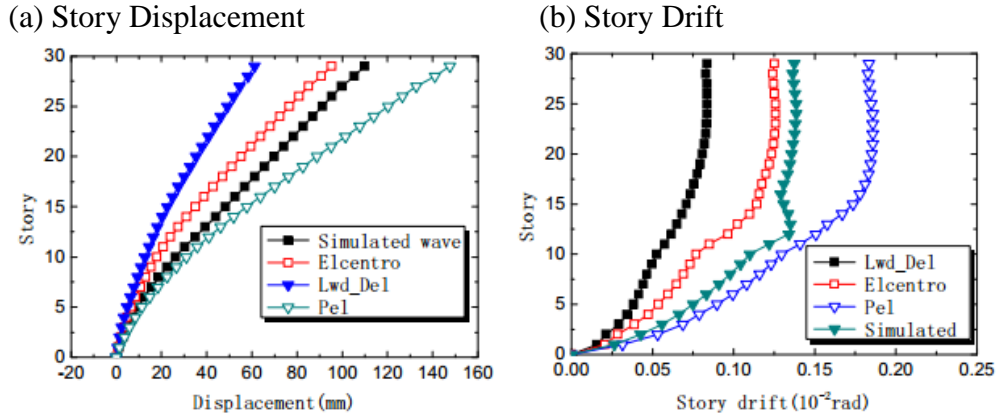 (a) Story Displacement
(b) Story Drift
30
25
20
15
10
5
0
Story
Simulated wave
Elcentro
Lwd_Del
Pel
-20 0 20 40 60 80 100 120 140 160
Displacement(mm)
30
25
20
15
10
5
0
Story
Lwd_Del
Elcentro
Pel
Simulated
0.00 0.05 0.10 0.15 0.20 0.25
Story drift(10⁻²rad)